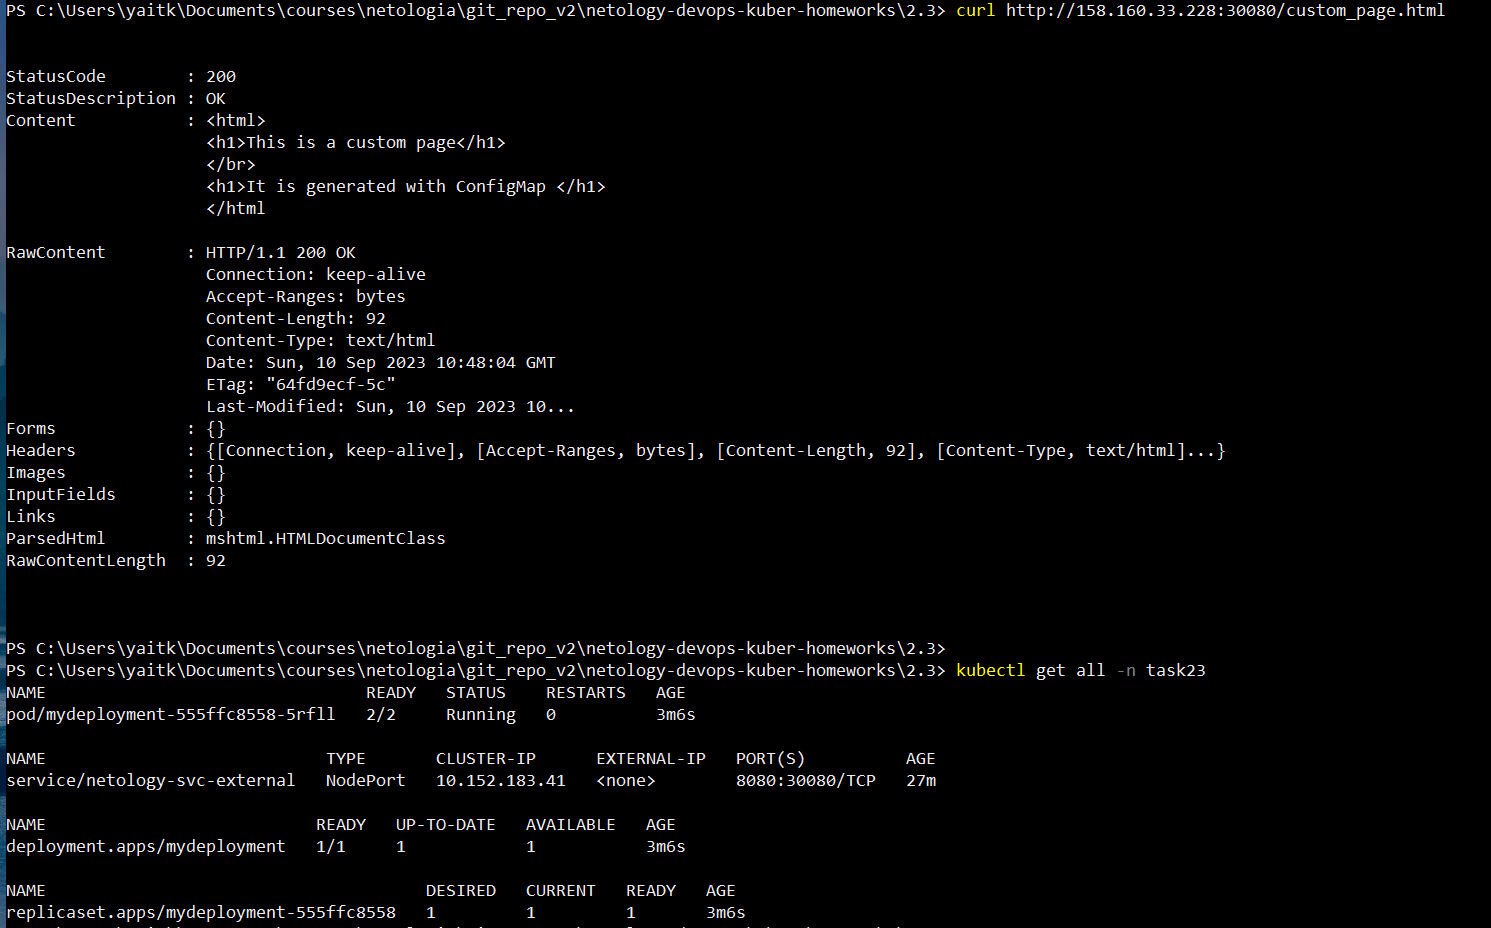 PS C:\Users\yaitk\Documents\courses\netologia\git_repo_v2\netology-devops-kuber-homeworks\2.3> curl http://158.160.33.228:30080/custom_page.html
StatusCode        : 200
StatusDescription : OK
Content           : <html>
                    <h1>This is a custom page</h1>
                    </br>
                    <h1>It is generated with ConfigMap </h1>
                    </html
RawContent        : HTTP/1.1 200 OK
                    Connection: keep-alive
                    Accept-Ranges: bytes
                    Content-Length: 92
                    Content-Type: text/html
                    Date: Sun, 10 Sep 2023 10:48:04 GMT
                    ETag: "64fd9ecf-5c"
                    Last-Modified: Sun, 10 Sep 2023 10...
Forms             : {}
Headers           : {[Connection, keep-alive], [Accept-Ranges, bytes], [Content-Length, 92], [Content-Type, text/html]...}
Images            : {}
InputFields       : {}
Links             : {}
ParsedHtml        : mshtml.HTMLDocumentClass
RawContentLength  : 92
PS C:\Users\yaitk\Documents\courses\netologia\git_repo_v2\netology-devops-kuber-homeworks\2.3>
PS C:\Users\yaitk\Documents\courses\netologia\git_repo_v2\netology-devops-kuber-homeworks\2.3> kubectl get all -n task23
NAME                                READY   STATUS    RESTARTS   AGE
pod/mydeployment-555ffc8558-5rfll   2/2     Running   0          3m6s
NAME                            TYPE       CLUSTER-IP      EXTERNAL-IP   PORT(S)          AGE
service/netology-svc-external   NodePort   10.152.183.41   <none>        8080:30080/TCP   27m
NAME                           READY   UP-TO-DATE   AVAILABLE   AGE
deployment.apps/mydeployment   1/1     1            1           3m6s
NAME                                      DESIRED   CURRENT   READY   AGE
replicaset.apps/mydeployment-555ffc8558   1         1         1       3m6s